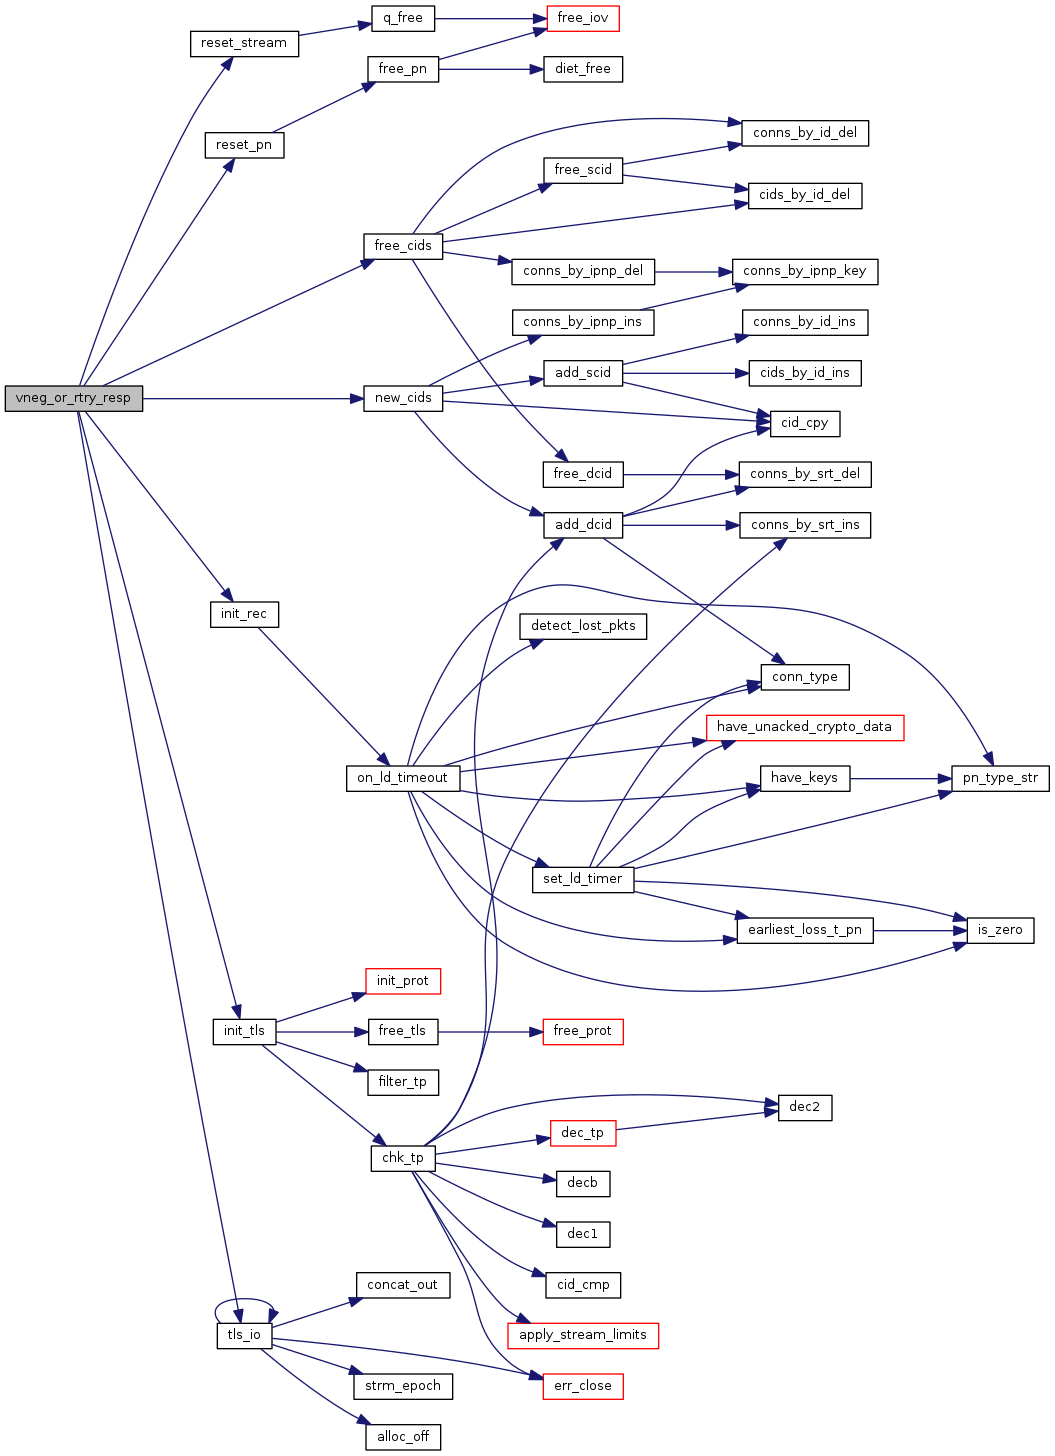 q_free
free_iov
reset_stream
free_pn
diet_free
conns_by_id_del
reset_pn
free_scid
cids_by_id_del
free_cids
conns_by_ipnp_del
conns_by_ipnp_key
conns_by_ipnp_ins
conns_by_id_ins
add_scid
cids_by_id_ins
vneg_or_rtry_resp
new_cids
cid_cpy
free_dcid
conns_by_srt_del
add_dcid
conns_by_srt_ins
init_rec
detect_lost_pkts
conn_type
have_unacked_crypto_data
on_ld_timeout
have_keys
pn_type_str
set_ld_timer
earliest_loss_t_pn
is_zero
init_prot
init_tls
free_tls
free_prot
filter_tp
dec2
dec_tp
chk_tp
decb
dec1
concat_out
cid_cmp
tls_io
apply_stream_limits
strm_epoch
err_close
alloc_off